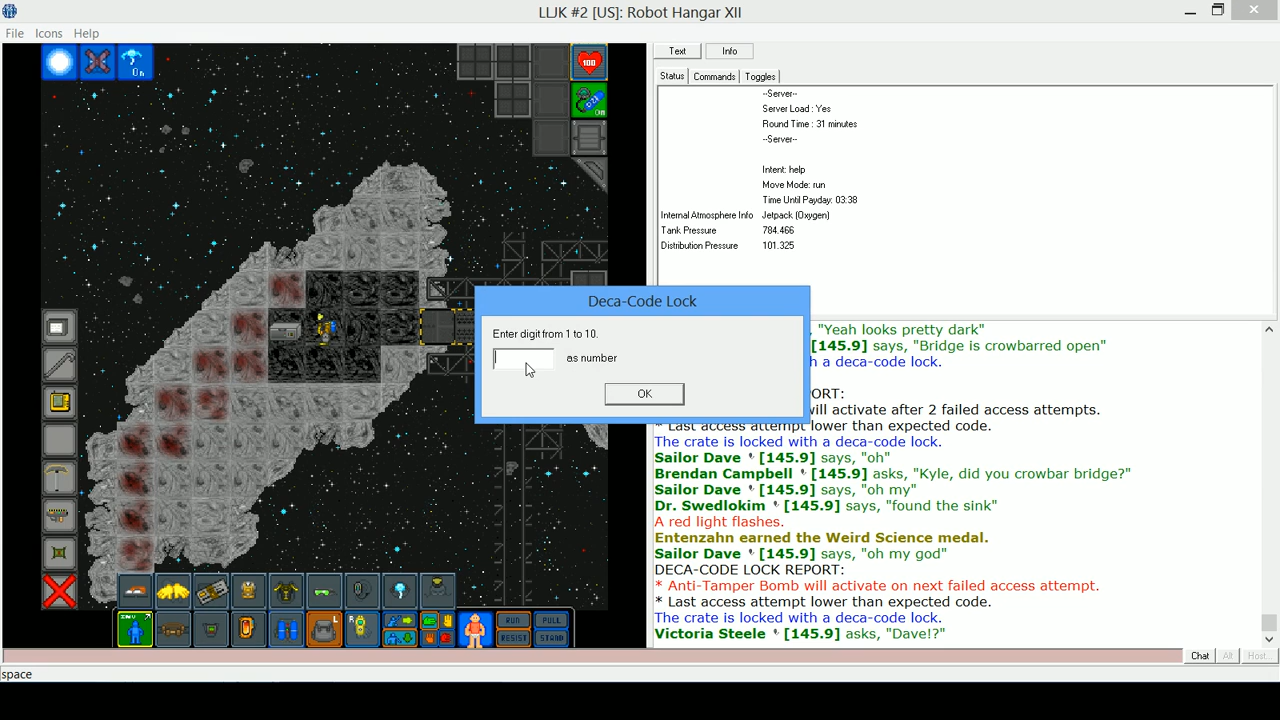 LLJK #2 [US]: Robot Hangar XII
File Icons Help
On
100
On
Text Info
Status Commands Toggles
--Server--
Server Load : Yes
Round Time : 31 minutes
--Server--
Intent: help
Move Mode: run
Time Until Payday: 03:38
Internal Atmosphere Info Jetpack (Oxygen)
Tank Pressure 784.466
Distribution Pressure 101.325
Deca-Code Lock
Enter digit from 1 to 10.
as number
OK
"Yeah looks pretty dark"
[145.9] says, "Bridge is crowbarred open"
h a deca-code lock.
ORT:
will activate after 2 failed access attempts.
* Last access attempt lower than expected code.
The crate is locked with a deca-code lock.
Sailor Dave [145.9] says, "oh"
Brendan Campbell [145.9] asks, "Kyle, did you crowbar bridge?"
Sailor Dave [145.9] says, "oh my"
Dr. Swedlokim [145.9] says, "found the sink"
A red light flashes.
Entenzahn earned the Weird Science medal.
Sailor Dave [145.9] says, "oh my god"
DECA-CODE LOCK REPORT:
* Anti-Tamper Bomb will activate on next failed access attempt.
* Last access attempt lower than expected code.
The crate is locked with a deca-code lock.
Victoria Steele [145.9] asks, "Dave!?"
INV L R RUN PULL
RESIST STAND
Chat Alt Host...
space